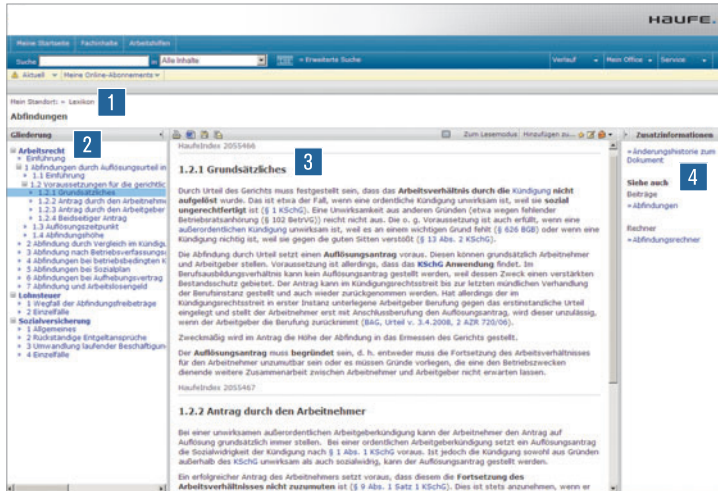 HAUFE.
Meine Startseite Fachinhalte Arbeitshilfen
Suche in Alle Inhalte » Erweiterte Suche Verlauf Mein Office Service
Aktuell Meine Online-Abonnements
Mein Standort: » Lexikon 1
Abfindungen
Gliederung 2
Arbeitsrecht
Einführung
1 Abfindungen durch Auflösungsurteil im
1.1 Einführung
1.2 Voraussetzungen für die gerichtlic
1.2.1 Grundsätzliches
1.2.2 Antrag durch den Arbeitnehme
1.2.3 Antrag durch den Arbeitgeber
1.2.4 Beidseitiger Antrag
1.3 Auflösungszeitpunkt
1.4 Abfindungshöhe
2 Abfindung durch Vergleich im Kündigu
3 Abfindung nach Betriebsverfassungs
4 Abfindungen bei betriebsbedingten K
5 Abfindungen bei Sozialplan
6 Abfindungen bei Aufhebungsvertrag
7 Abfindung und Arbeitslosengeld
Lohnsteuer
1 Wegfall der Abfindungsfreibeträge
2 Einzelfälle
Sozialversicherung
1 Allgemeines
2 Rückständige Entgeltansprüche
3 Umwandlung laufender Beschäftigun
4 Einzelfälle
Zum Lesemodus Hinzufügen zu...
HaufeIndex 2055466
1.2.1 Grundsätzliches 3
Durch Urteil des Gerichts muss festgestellt sein, dass das Arbeitsverhältnis durch die Kündigung nicht
aufgelöst wurde. Das ist etwa der Fall, wenn eine ordentliche Kündigung unwirksam ist, weil sie sozial
ungerechtfertigt ist (§ 1 KSchG). Eine Unwirksamkeit aus anderen Gründen (etwa wegen fehlender
Betriebsratsanhörung (§ 102 BetrVG)) reicht nicht aus. Die o. g. Voraussetzung ist auch erfüllt, wenn eine
außerordentlichen Kündigung unwirksam ist, weil es an einem wichtigen Grund fehlt (§ 626 BGB) oder wenn eine
Kündigung nichtig ist, weil sie gegen die guten Sitten verstößt (§ 13 Abs. 2 KSchG).
Die Abfindung durch Urteil setzt einen Auflösungsantrag voraus. Diesen können grundsätzlich Arbeitnehmer
und Arbeitgeber stellen. Voraussetzung ist allerdings, dass das KSchG Anwendung findet. Im
Berufsausbildungsverhältnis kann kein Auflösungsantrag gestellt werden, weil dessen Zweck einen verstärkten
Bestandsschutz gebietet. Der Antrag kann im Kündigungsrechtsstreit bis zur letzten mündlichen Verhandlung
der Berufsinstanz gestellt und auch wieder zurückgenommen werden. Hat allerdings der im
Kündigungsrechtsstreit in erster Instanz unterlegene Arbeitgeber Berufung gegen das erstinstanzliche Urteil
eingelegt und stellt der Arbeitnehmer erst mit Anschlussberufung den Auflösungsantrag, wird dieser unzulässig,
wenn der Arbeitgeber die Berufung zurücknimmt (BAG, Urteil v. 3.4.2008, 2 AZR 720/06).
Zweckmäßig wird im Antrag die Höhe der Abfindung in das Ermessen des Gerichts gestellt.
Der Auflösungsantrag muss begründet sein, d. h. entweder muss die Fortsetzung des Arbeitsverhältnisses
für den Arbeitnehmer unzumutbar sein oder es müssen Gründe vorliegen, die eine den Betriebszwecken
dienende weitere Zusammenarbeit zwischen Arbeitnehmer und Arbeitgeber nicht erwarten lassen.
HaufeIndex 2055467
1.2.2 Antrag durch den Arbeitnehmer
Bei einer unwirksamen außerordentlichen Arbeitgeberkündigung kann der Arbeitnehmer den Antrag auf
Auflösung grundsätzlich immer stellen. Bei einer ordentlichen Arbeitgeberkündigung setzt ein Auflösungsantrag
die Sozialwidrigkeit der Kündigung nach § 1 Abs. 1 KSchG voraus. Ist jedoch die Kündigung sowohl aus Gründen
außerhalb des KSchG unwirksam als auch sozialwidrig, kann der Auflösungsantrag gestellt werden.
Ein erfolgreicher Antrag des Arbeitnehmers setzt voraus, dass diesem die Fortsetzung des
Arbeitsverhältnisses nicht zuzumuten ist (§ 9 Abs. 1 Satz 1 KSchG). Dies ist stets anzunehmen, wenn er
Zusatzinformationen
» Änderungshistorie zum
Dokument
4
Siehe auch
Beiträge
» Abfindungen
Rechner
» Abfindungsrechner